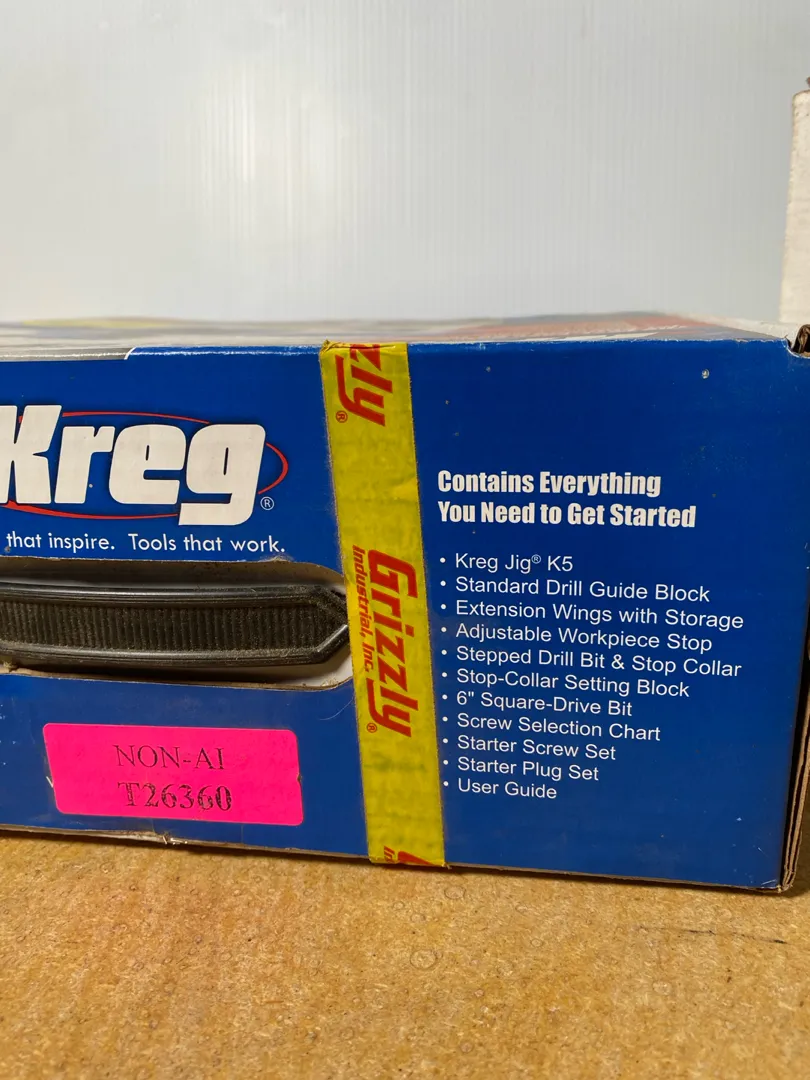 Kreg®
that inspire. Tools that work.
NON-AI
T26360
zzly®
Grizzly®
Industrial, Inc.
In
Contains Everything
You Need to Get Started
• Kreg Jig® K5
• Standard Drill Guide Block
• Extension Wings with Storage
• Adjustable Workpiece Stop
• Stepped Drill Bit & Stop Collar
• Stop-Collar Setting Block
• 6" Square-Drive Bit
• Screw Selection Chart
• Starter Screw Set
• Starter Plug Set
• User Guide